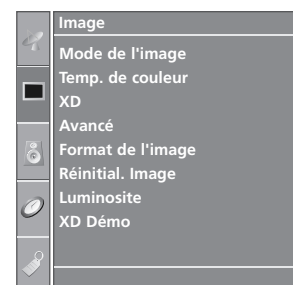 Image
Mode de l'image
Temp. de couleur
XD
Avancé
Format de l'image
Réinitial. Image
Luminosite
XD Démo